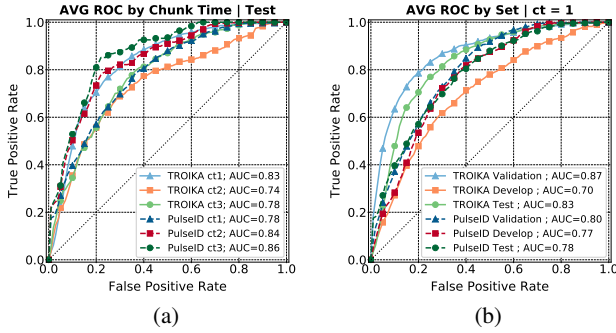 AVG ROC by Chunk Time | Test
True Positive Rate
1.0
0.8
0.6
0.4
0.2
0.0
TROIKA ct1; AUC=0.83
TROIKA ct2; AUC=0.74
TROIKA ct3; AUC=0.78
PulseID ct1; AUC=0.78
PulseID ct2; AUC=0.84
PulseID ct3; AUC=0.86
0.0 0.2 0.4 0.6 0.8 1.0
False Positive Rate
(a)
AVG ROC by Set | ct = 1
True Positive Rate
1.0
0.8
0.6
0.4
0.2
0.0
TROIKA Validation ; AUC=0.87
TROIKA Develop ; AUC=0.70
TROIKA Test ; AUC=0.83
PulseID Validation ; AUC=0.80
PulseID Develop ; AUC=0.77
PulseID Test ; AUC=0.78
0.0 0.2 0.4 0.6 0.8 1.0
False Positive Rate
(b)